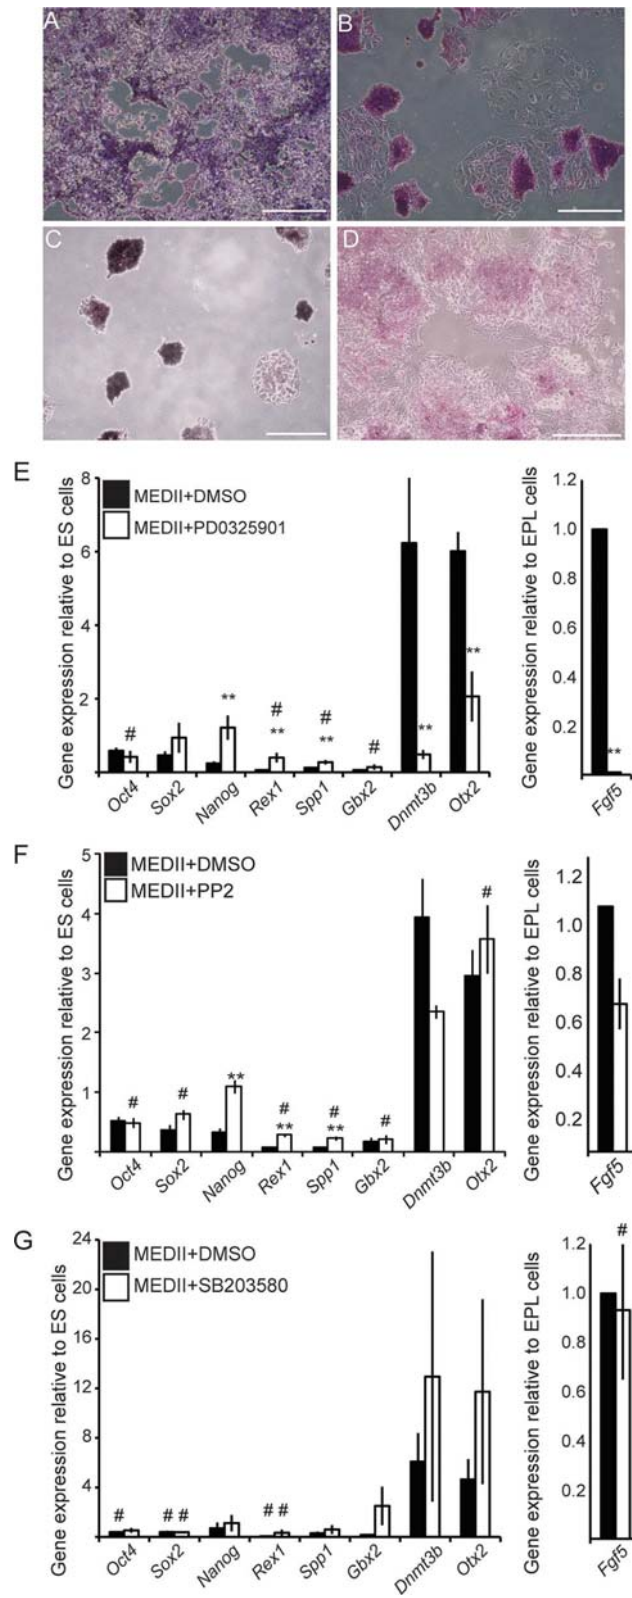 A
B
C
D
E
Gene expression relative to ES cells
8
6
4
2
MEDII+DMSO
MEDII+PD0325901
#
**
#
**
#
**
#
**
**
Oct4
Sox2
Nanog
Rex1
Spp1
Gbx2
Dnmt3b
Otx2
Gene expression relative to EPL cells
1.2
1.0
0.8
0.6
0.4
0.2
**
Fgf5
F
Gene expression relative to ES cells
5
4
3
2
1
MEDII+DMSO
MEDII+PP2
#
#
**
#
**
#
**
#
#
Oct4
Sox2
Nanog
Rex1
Spp1
Gbx2
Dnmt3b
Otx2
Gene expression relative to EPL cells
1.2
1.0
0.8
0.6
0.4
0.2
Fgf5
G
Gene expression relative to ES cells
24
20
16
12
8
4
MEDII+DMSO
MEDII+SB203580
#
# #
# #
Oct4
Sox2
Nanog
Rex1
Spp1
Gbx2
Dnmt3b
Otx2
Gene expression relative to EPL cells
1.2
1.0
0.8
0.6
0.4
0.2
#
Fgf5